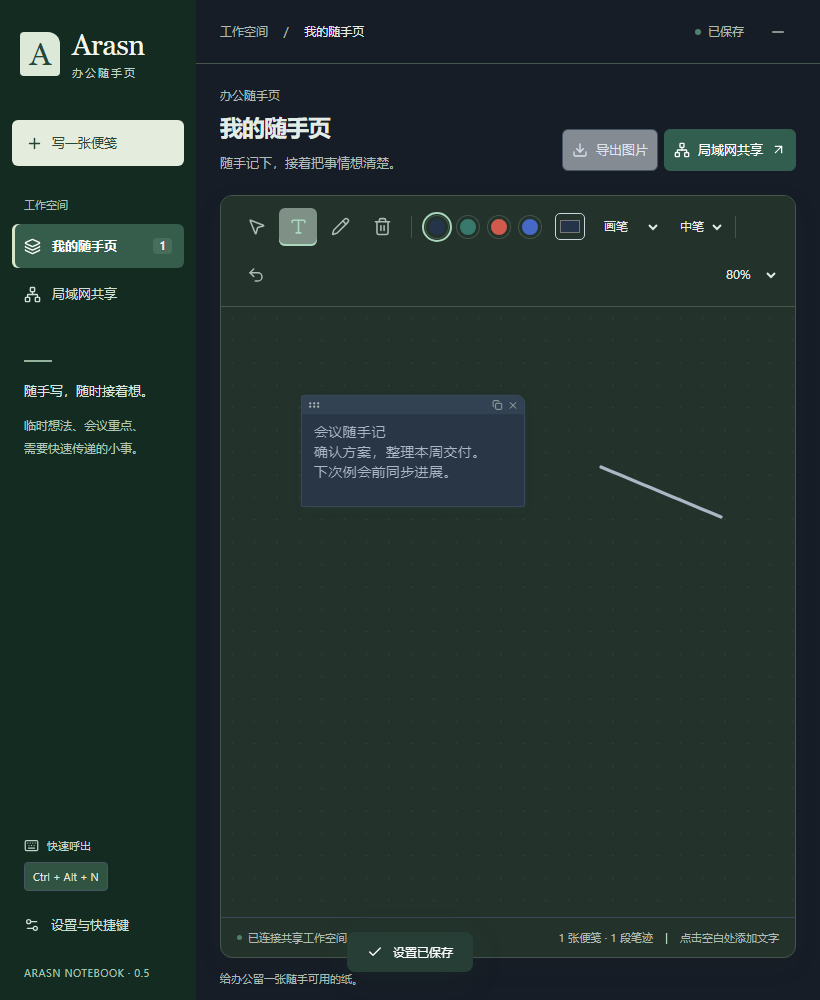 A
Arasn
办公随手页
写一张便笺
工作空间
我的随手页
1
局域网共享
随手写，随时接着想。
临时想法、会议重点、
需要快速传递的小事。
快速呼出
Ctrl + Alt + N
设置与快捷键
ARASN NOTEBOOK · 0.5
工作空间 / 我的随手页
已保存
办公随手页
我的随手页
随手记下，接着把事情想清楚。
导出图片
局域网共享
T
画笔
中笔
80%
会议随手记
确认方案，整理本周交付。
下次例会前同步进展。
已连接共享工作空间
设置已保存
1 张便笺 · 1 段笔迹 | 点击空白处添加文字
给办公留一张随手可用的纸。